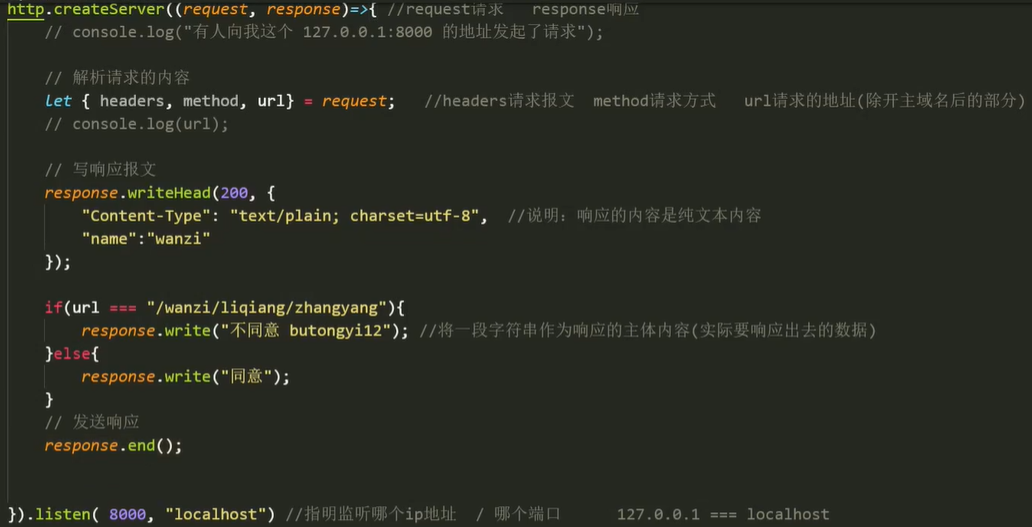 http.createServer((request, response)=>{ //request请求   response响应
    // console.log("有人向我这个 127.0.0.1:8000 的地址发起了请求");
    // 解析请求的内容
    let { headers, method, url} = request;   //headers请求报文  method请求方式   url请求的地址(除开主域名后的部分)
    // console.log(url);
    // 写响应报文
    response.writeHead(200, {
        "Content-Type": "text/plain; charset=utf-8",  //说明：响应的内容是纯文本内容
        "name":"wanzi"
    });
    if(url === "/wanzi/liqiang/zhangyang"){
        response.write("不同意 butongyi12"); //将一段字符串作为响应的主体内容(实际要响应出去的数据)
    }else{
        response.write("同意");
    }
    // 发送响应
    response.end();
}).listen( 8000, "localhost") //指明监听哪个ip地址  / 哪个端口      127.0.0.1 === localhost